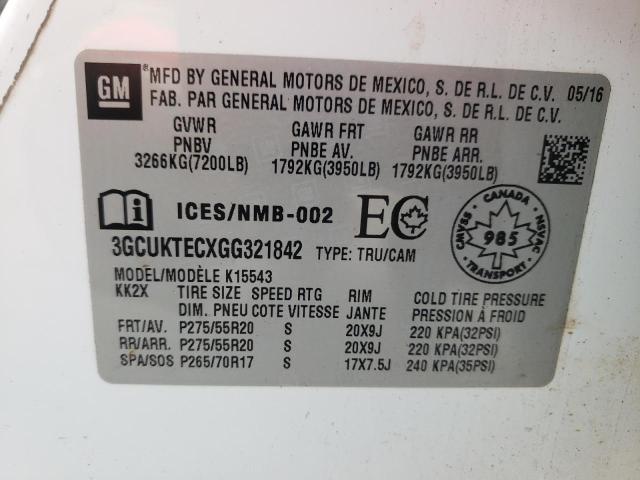 GM
MFD BY GENERAL MOTORS DE MEXICO, S. DE R.L. DE C.V. 05/16
FAB. PAR GENERAL MOTORS DE MEXICO, S. DE R.L. DE C.V.
GVWR GAWR FRT GAWR RR
PNBV PNBE AV. PNBE ARR.
3266KG(7200LB) 1792KG(3950LB) 1792KG(3950LB)
i ICES/NMB-002 EC
CANADA
CMVSS 985 NSVAC
TRANSPORT
3GCUKTECXGG321842 TYPE: TRU/CAM
MODEL/MODÈLE K15543
KK2X TIRE SIZE SPEED RTG RIM COLD TIRE PRESSURE
DIM. PNEU COTE VITESSE JANTE PRESSION À FROID
FRT/AV. P275/55R20 S 20X9J 220 KPA(32PSI)
RR/ARR. P275/55R20 S 20X9J 220 KPA(32PSI)
SPA/SOS P265/70R17 S 17X7.5J 240 KPA(35PSI)